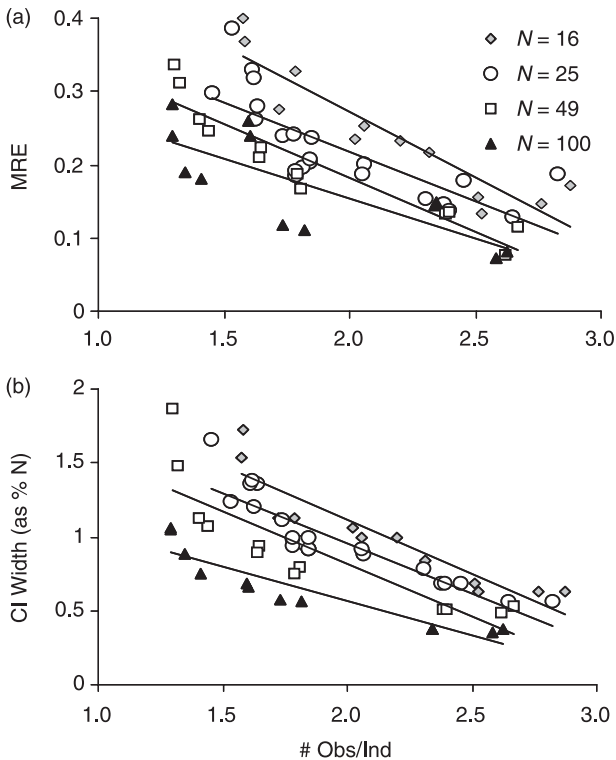 (a)
0.4
0.3
0.2
0.1
0
MRE
N = 16
N = 25
N = 49
N = 100
1.0 1.5 2.0 2.5 3.0
(b)
2
1.5
1
0.5
0
CI Width (as % N)
1.0 1.5 2.0 2.5 3.0
# Obs/Ind